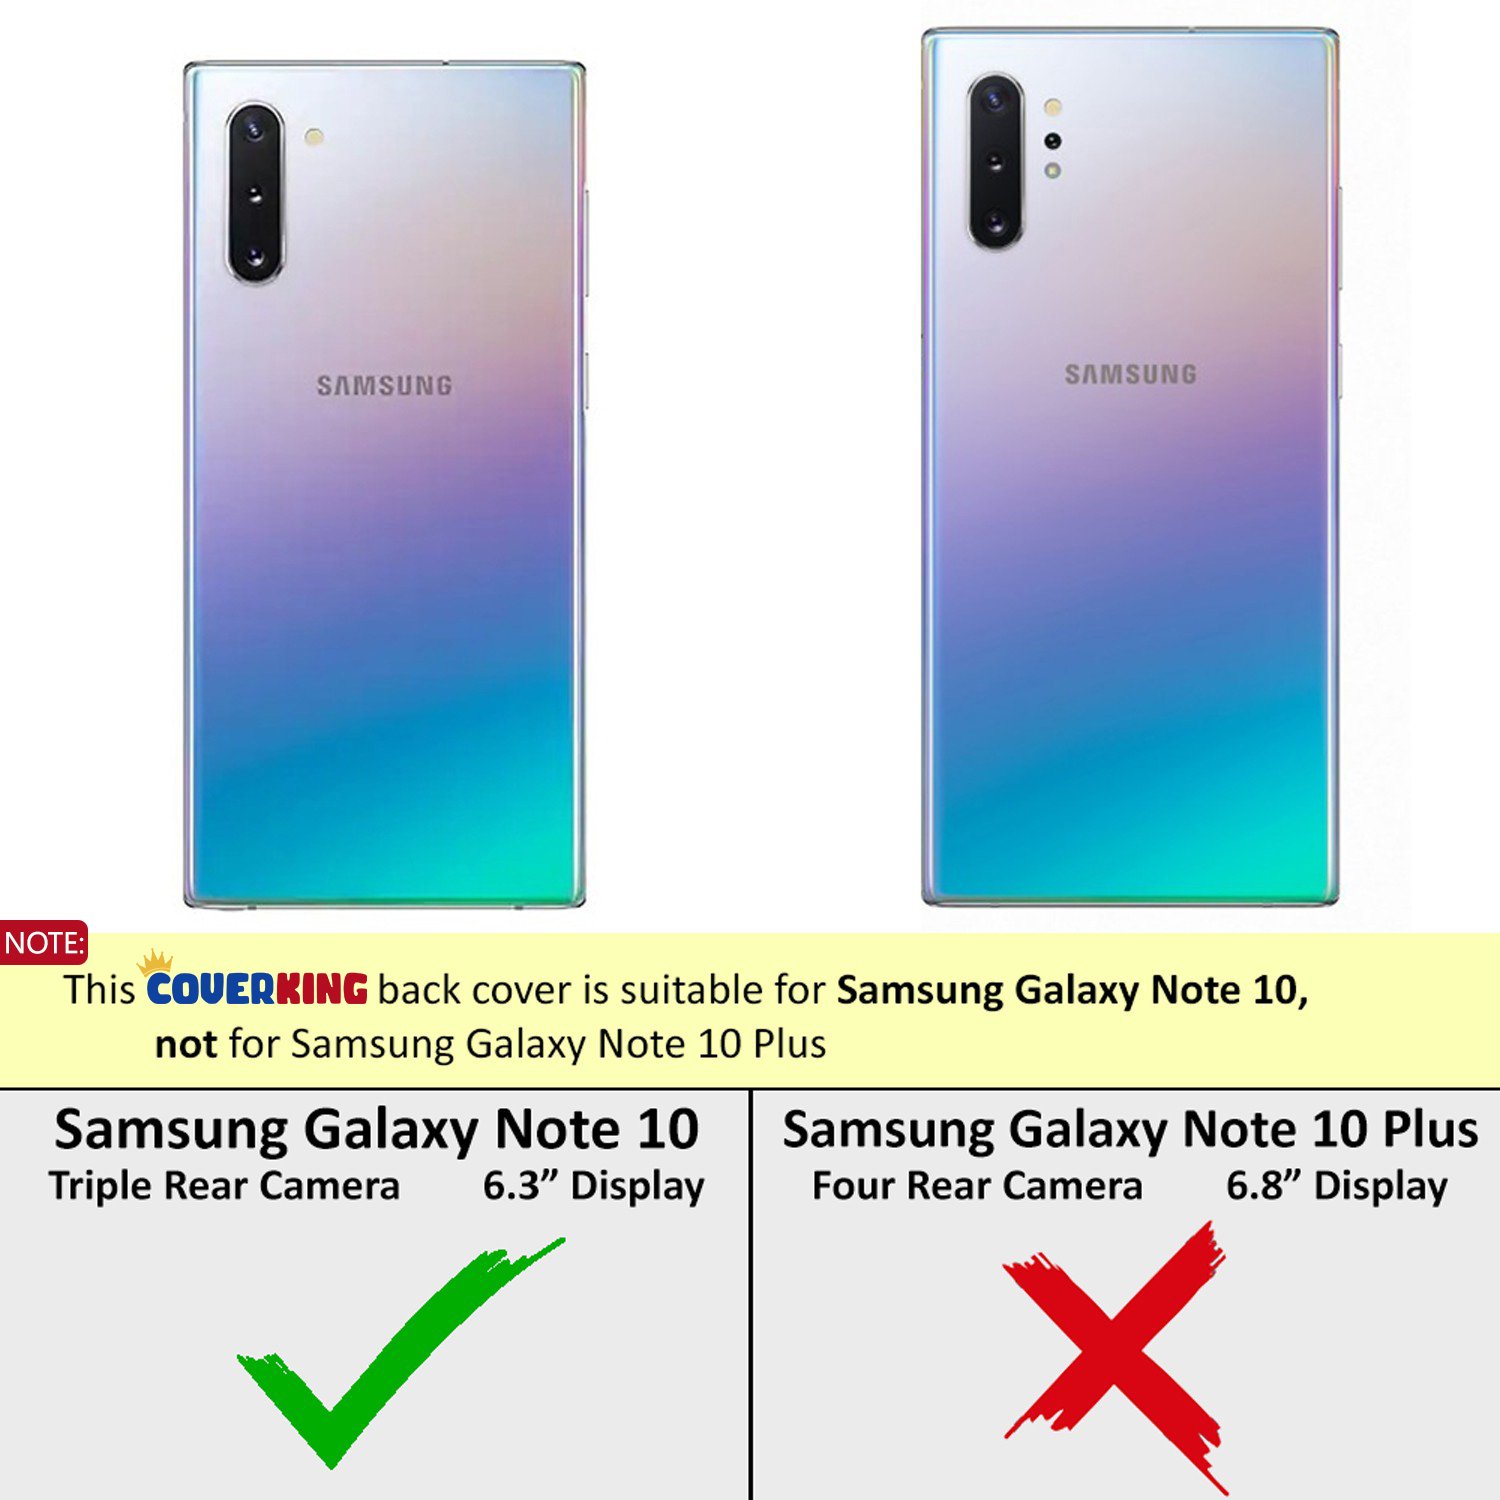 SAMSUNG
SAMSUNG
NOTE:
This COVERKING back cover is suitable for Samsung Galaxy Note 10,
not for Samsung Galaxy Note 10 Plus
Samsung Galaxy Note 10
Triple Rear Camera 6.3” Display
Samsung Galaxy Note 10 Plus
Four Rear Camera 6.8” Display